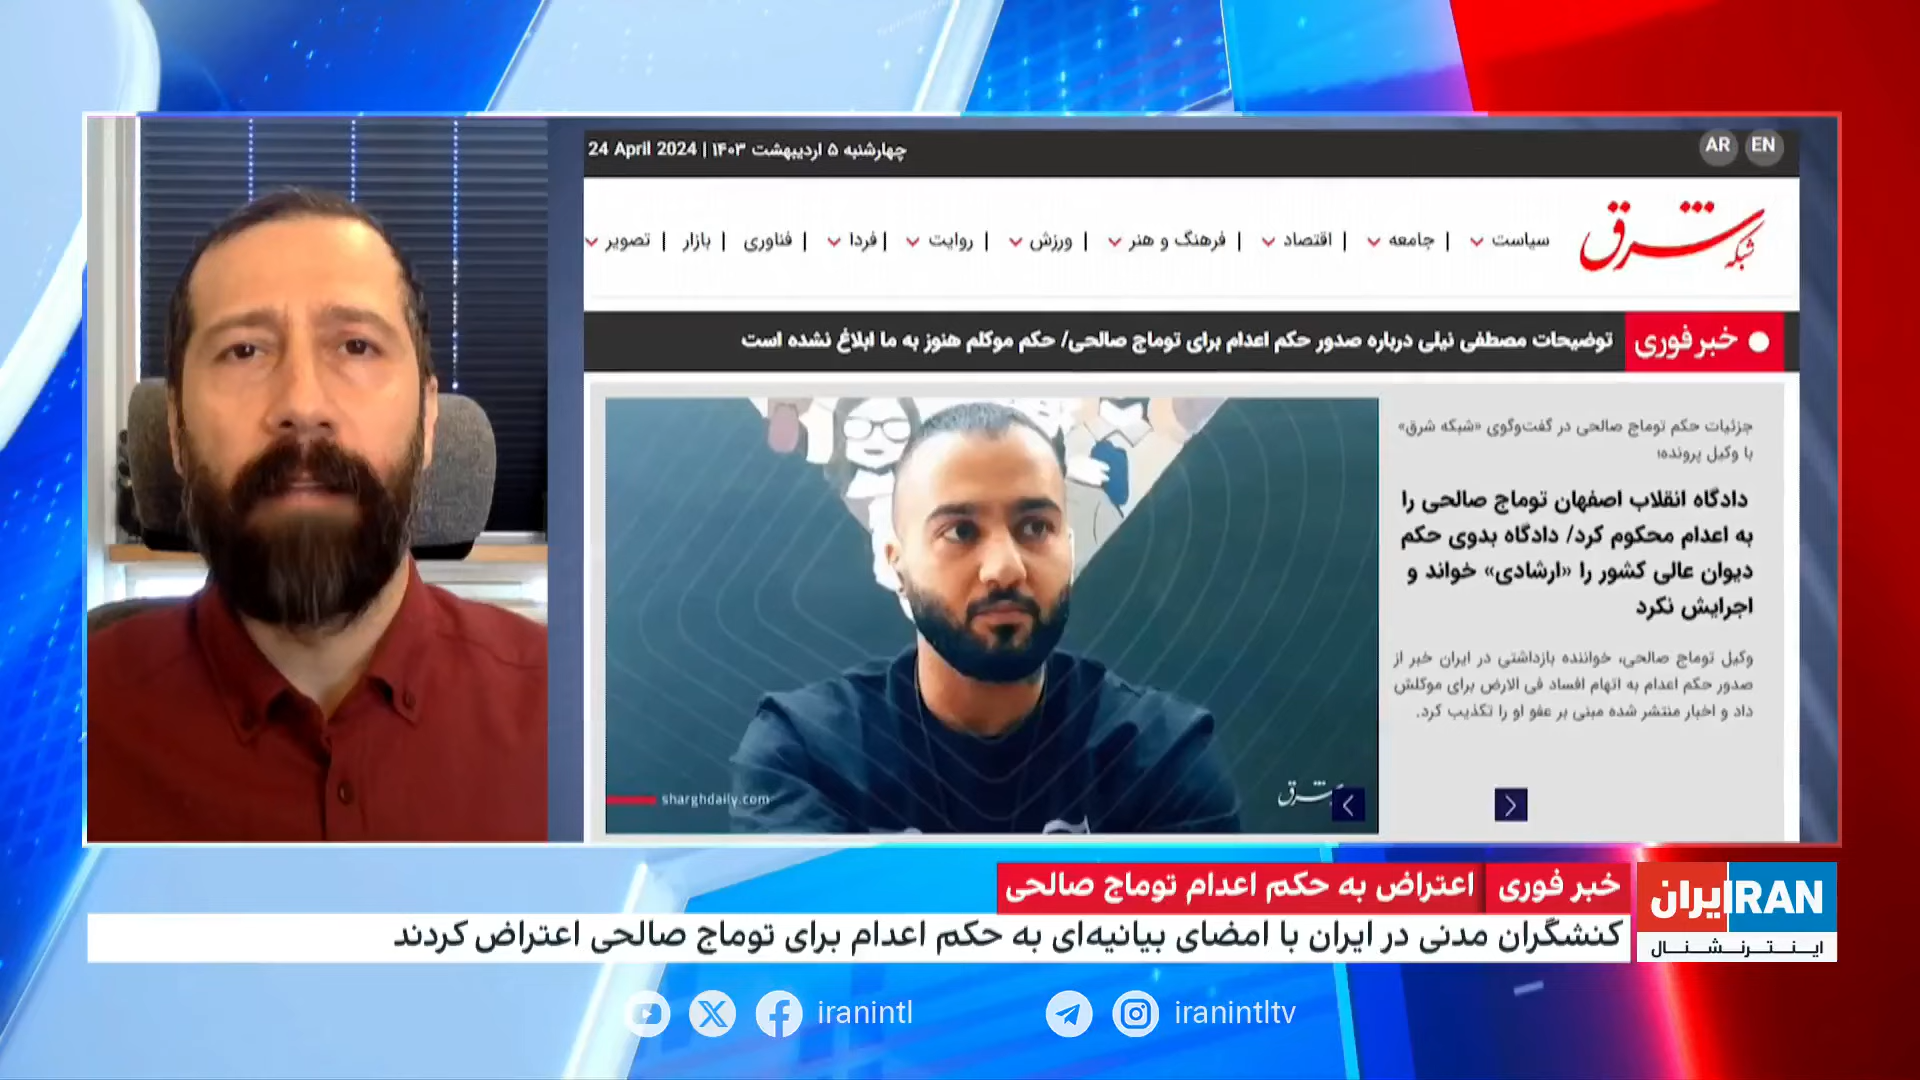 چهارشنبه ۵ اردیبهشت ۱۴۰۳ | 24 April 2024
AR EN
شبکه شرق
سیاست | جامعه | اقتصاد | فرهنگ و هنر | ورزش | روایت | فردا | فناوری | بازار | تصویر
خبر فوری
توضیحات مصطفی نیلی درباره صدور حکم اعدام برای توماج صالحی/ حکم موکلم هنوز به ما ابلاغ نشده است
جزئیات حکم توماج صالحی در گفت‌وگوی «شبکه شرق»
با وکیل پرونده؛
دادگاه انقلاب اصفهان توماج صالحی را
به اعدام محکوم کرد/ دادگاه بدوی حکم
دیوان عالی کشور را «ارشادی» خواند و
اجرایش نکرد
وکیل توماج صالحی، خواننده بازداشتی در ایران خبر از
صدور حکم اعدام به اتهام افساد فی الارض برای موکلش
داد و اخبار منتشر شده مبنی بر عفو او را تکذیب کرد.
sharghdaily.com
شرق
خبر فوری
اعتراض به حکم اعدام توماج صالحی
کنشگران مدنی در ایران با امضای بیانیه‌ای به حکم اعدام برای توماج صالحی اعتراض کردند
ایران IRAN
اینترنشنال
iranintl
iranintltv